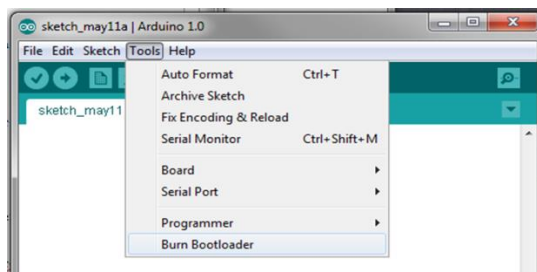 sketch_may11a | Arduino 1.0
File Edit Sketch Tools Help
Auto Format Ctrl+T
sketch_may11
Archive Sketch
Fix Encoding & Reload
Serial Monitor Ctrl+Shift+M
Board
Serial Port
Programmer
Burn Bootloader